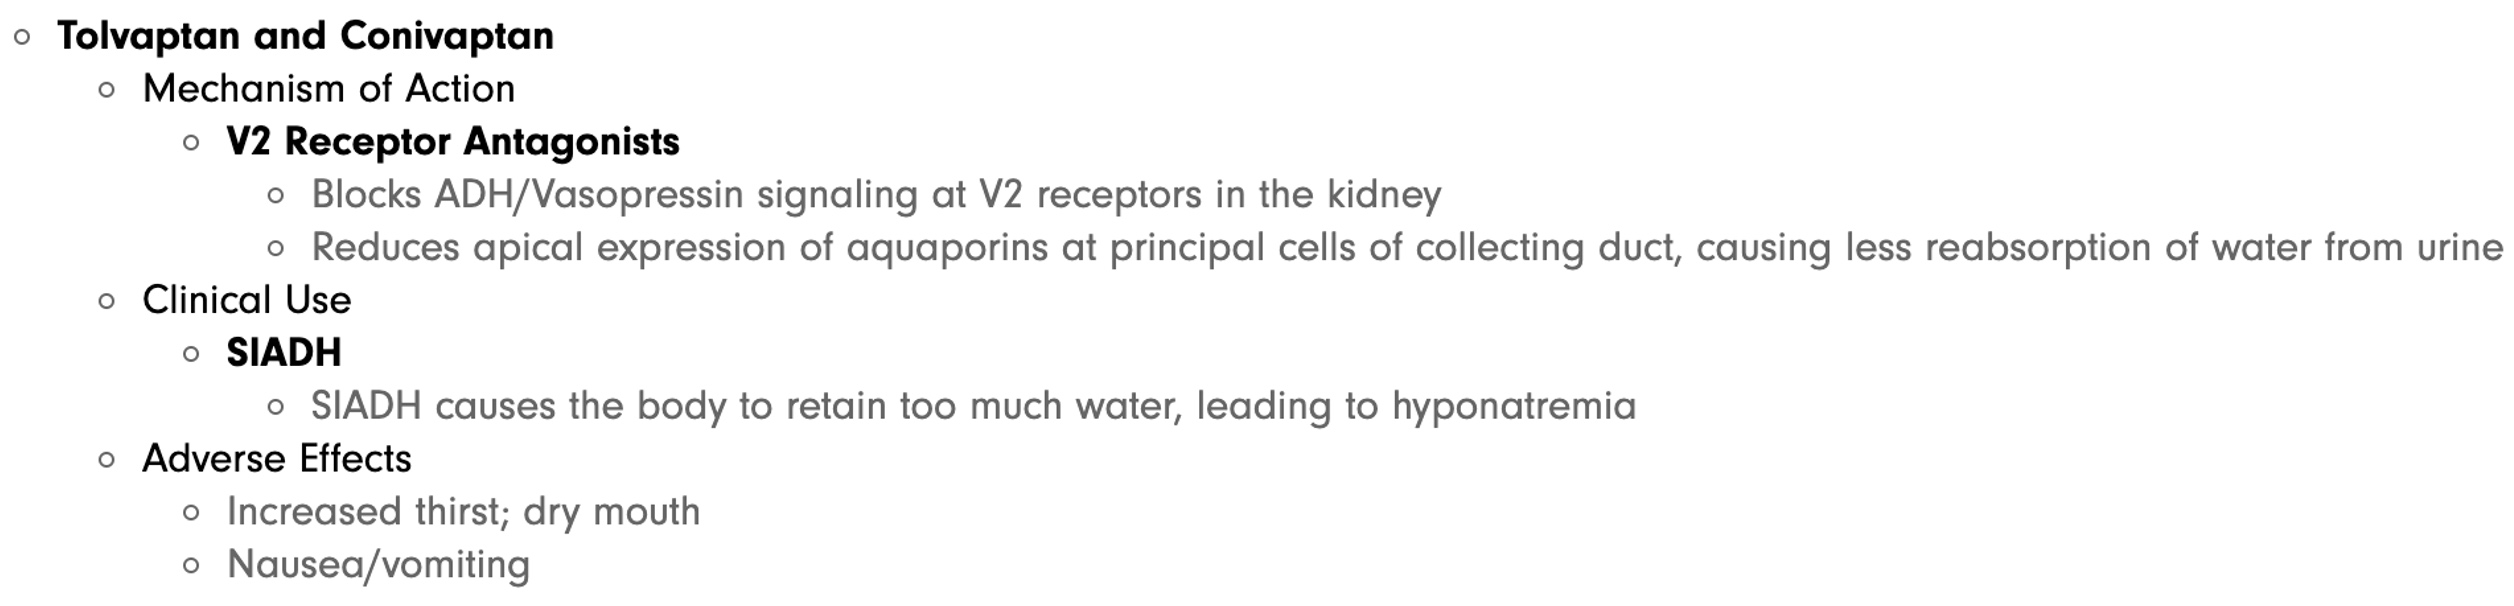 Tolvaptan and Conivaptan
Mechanism of Action
V2 Receptor Antagonists
Blocks ADH/Vasopressin signaling at V2 receptors in the kidney
Reduces apical expression of aquaporins at principal cells of collecting duct, causing less reabsorption of water from urine
Clinical Use
SIADH
SIADH causes the body to retain too much water, leading to hyponatremia
Adverse Effects
Increased thirst; dry mouth
Nausea/vomiting